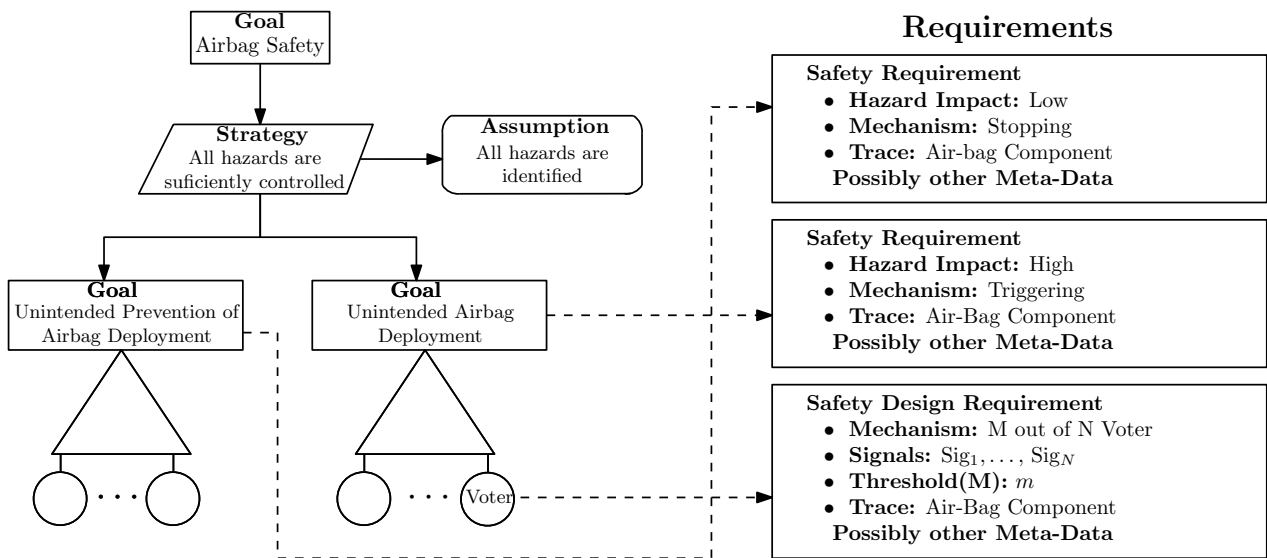 Goal
Airbag Safety
Strategy
All hazards are
suficiently controlled
Assumption
All hazards are
identified
Goal
Unintended Prevention of
Airbag Deployment
Goal
Unintended Airbag
Deployment
. . .
. . .
Voter
Requirements
Safety Requirement
• Hazard Impact: Low
• Mechanism: Stopping
• Trace: Air-bag Component
Possibly other Meta-Data
Safety Requirement
• Hazard Impact: High
• Mechanism: Triggering
• Trace: Air-Bag Component
Possibly other Meta-Data
Safety Design Requirement
• Mechanism: M out of N Voter
• Signals: Sig₁,..., Sig_N
• Threshold(M): m
• Trace: Air-Bag Component
Possibly other Meta-Data